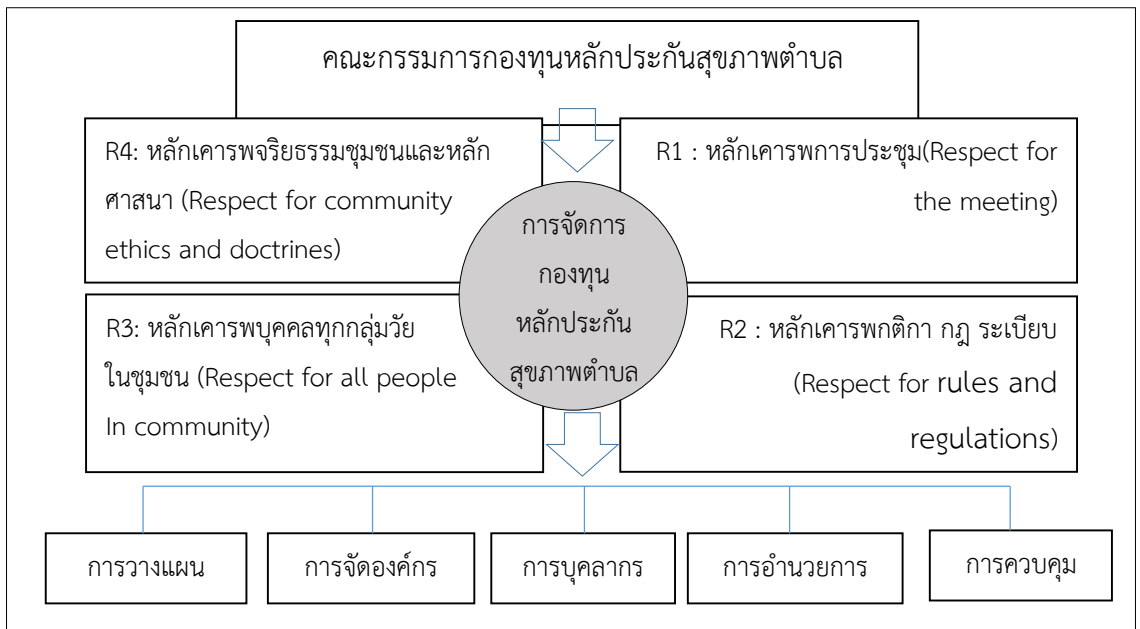 คณะกรรมการกองทุนหลักประกันสุขภาพตำบล
R4: หลักเคารพจริยธรรมชุมชนและหลัก
ศาสนา (Respect for community
ethics and doctrines)
R1 : หลักเคารพการประชุม(Respect for
the meeting)
การจัดการ
กองทุน
หลักประกัน
สุขภาพตำบล
R3: หลักเคารพบุคคลทุกกลุ่มวัย
ในชุมชน (Respect for all people
In community)
R2 : หลักเคารพกติกา กฎ ระเบียบ
(Respect for rules and
regulations)
การวางแผน
การจัดองค์กร
การบุคลากร
การอำนวยการ
การควบคุม